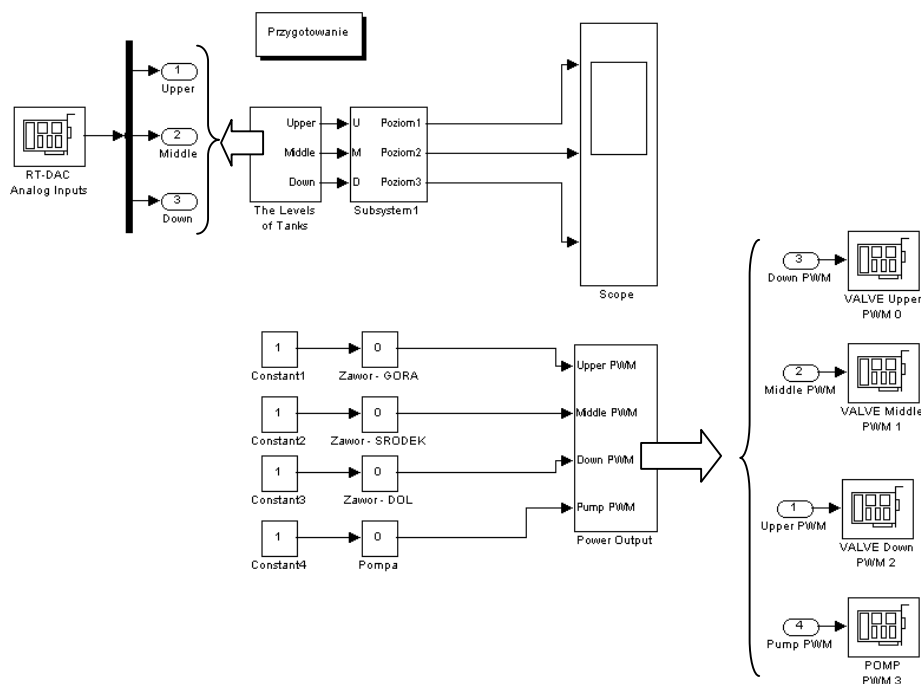 Przygotowanie
1
Upper
2
Middle
3
Down
RT-DAC
Analog Inputs
Upper
Middle
Down
The Levels
of Tanks
U
M
D
Poziom1
Poziom2
Poziom3
Subsystem1
Scope
1
Constant1
0
Zawor - GORA
1
Constant2
0
Zawor - SRODEK
1
Constant3
0
Zawor - DOL
1
Constant4
0
Pompa
Upper PWM
Middle PWM
Down PWM
Pump PWM
Power Output
3
Down PWM
VALVE Upper
PWM 0
2
Middle PWM
VALVE Middle
PWM 1
1
Upper PWM
VALVE Down
PWM 2
4
Pump PWM
POMP
PWM 3